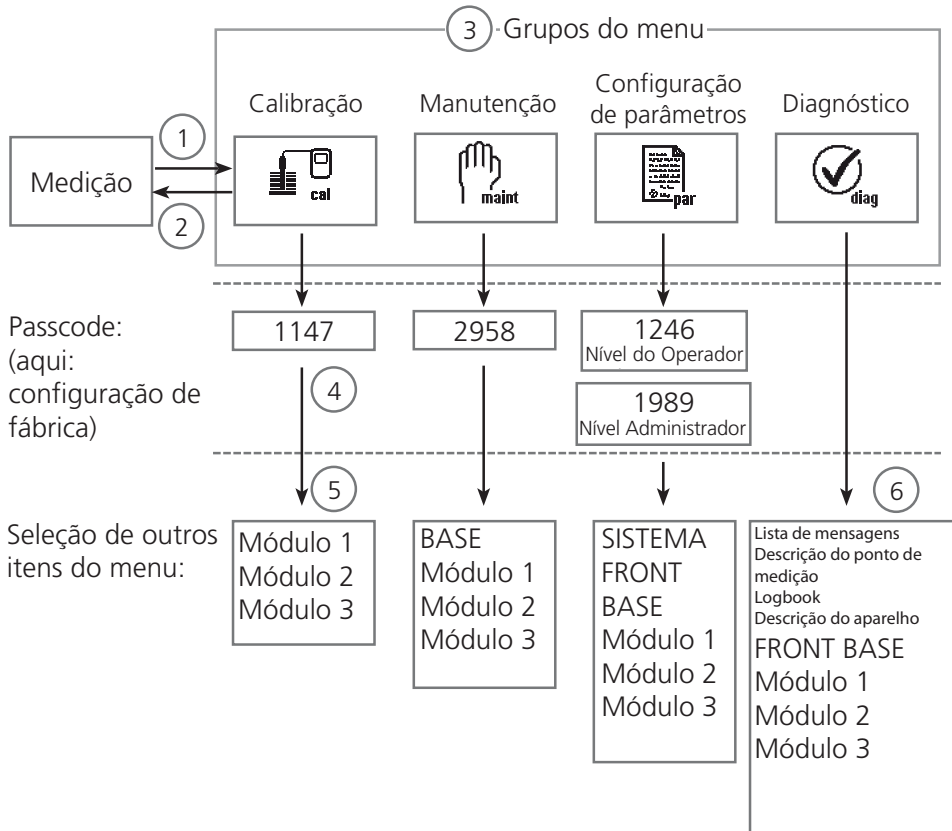 3 Grupos do menu
Calibração
Manutenção
Configuração
de parâmetros
Diagnóstico
Medição
1
2
cal
maint
par
diag
Passcode:
(aqui:
configuração de
fábrica)
1147
2958
1246
Nível do Operador
1989
Nível Administrador
4
5
6
Seleção de outros
itens do menu:
Módulo 1
Módulo 2
Módulo 3
BASE
Módulo 1
Módulo 2
Módulo 3
SISTEMA
FRONT
BASE
Módulo 1
Módulo 2
Módulo 3
Lista de mensagens
Descrição do ponto de
medição
Logbook
Descrição do aparelho
FRONT BASE
Módulo 1
Módulo 2
Módulo 3